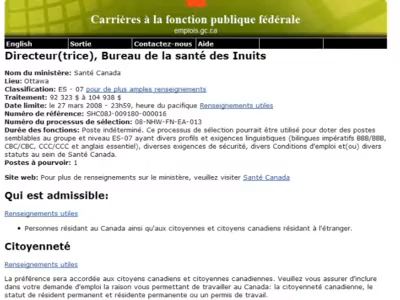 Carrières à la fonction publique fédérale
emplois.gc.ca
English Sortie Contactez-nous Aide
Directeur(trice), Bureau de la santé des Inuits
Nom du ministère: Santé Canada
Lieu: Ottawa
Classification: ES - 07 pour de plus amples renseignements
Traitement: 92 323 $ à 104 938 $
Date limite: le 27 mars 2008 - 23h59, heure du pacifique Renseignements utiles
Numéro de référence: SHC08J-009180-000016
Numéro du processus de sélection: 08-NHW-FN-EA-013
Durée des fonctions: Poste indéterminé. Ce processus de sélection pourrait être utilisé pour doter des postes
semblables au groupe et niveau ES-07 ayant divers profils et exigences linguistiques (bilingues impératifs BBB/BBB,
CBC/CBC, CCC/CCC et anglais essentiel), diverses exigences de sécurité, divers Conditions d'emploi et(ou) divers
statuts au sein de Santé Canada.
Postes à pourvoir: 1
Site web: Pour plus de renseignements sur le ministère, veuillez visiter Santé Canada
Qui est admissible:
Renseignements utiles
• Personnes résidant au Canada ainsi qu'aux citoyennes et citoyens canadiens résidant à l'étranger.
Citoyenneté
Renseignements utiles
La préférence sera accordée aux citoyens canadiens et citoyennes canadiennes. Veuillez vous assurer d'inclure
dans votre demande d'emploi la raison vous permettant de travailler au Canada: la citoyenneté canadienne, le
statut de résident permanent et résidente permanente ou un permis de travail.